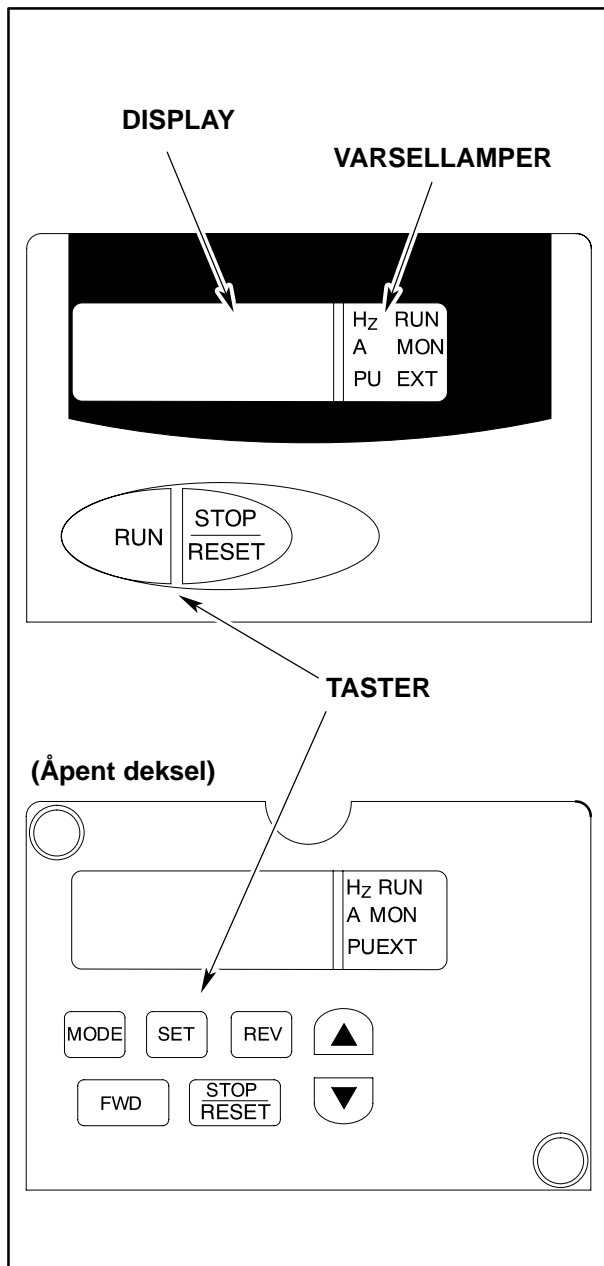 DISPLAY
VARSELLAMPER
HZ RUN
A MON
PU EXT
RUN
STOP
RESET
TASTER
(Åpent deksel)
HZ RUN
A MON
PUEXT
MODE SET REV
FWD
STOP
RESET